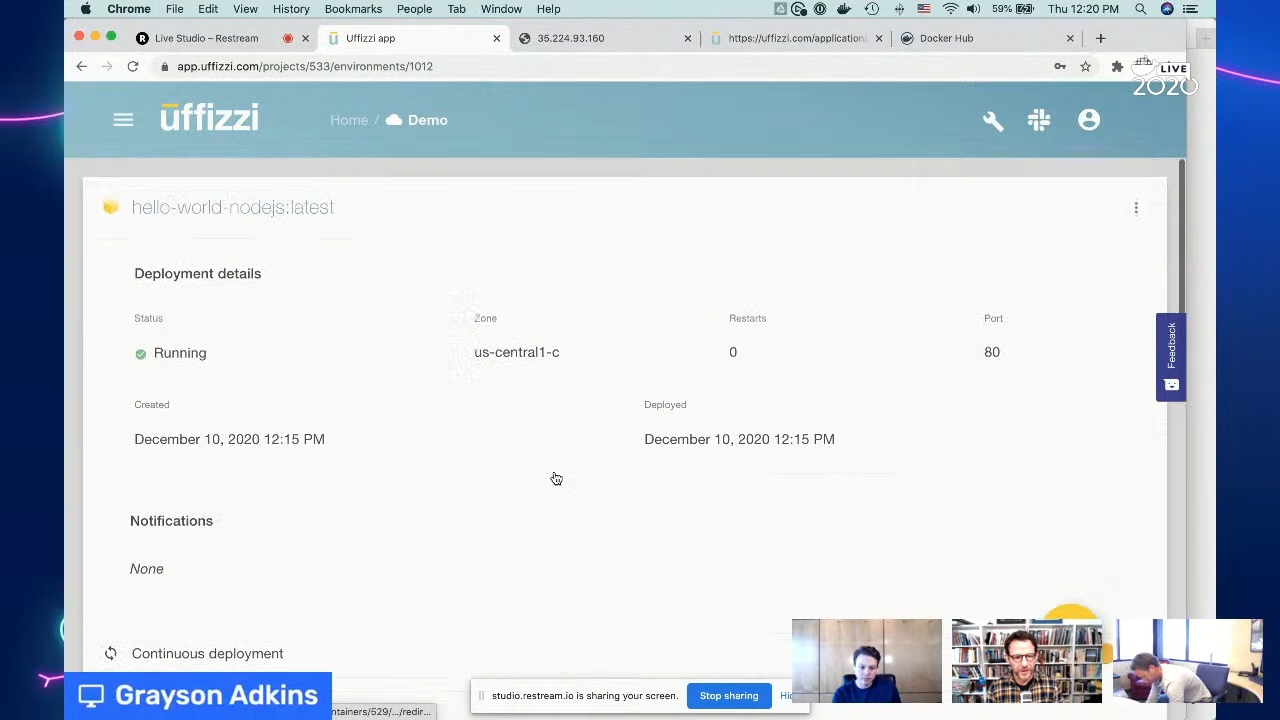 Chrome File Edit View History Bookmarks People Tab Window Help 59% Thu 12:20 PM
Live Studio – Restream Uffizzi app 35.224.93.160 https://uffizzi.com/application Docker Hub
app.uffizzi.com/projects/533/environments/1012
LIVE
2020
uffizzi Home / Demo
hello-world-nodejs:latest
Deployment details
Status Zone Restarts Port
Running us-central1-c 0 80
Feedback
Created Deployed
December 10, 2020 12:15 PM December 10, 2020 12:15 PM
Notifications
None
Continuous deployment
Grayson Adkins
studio.restream.io is sharing your screen. Stop sharing
ntainers/529/.../redir...